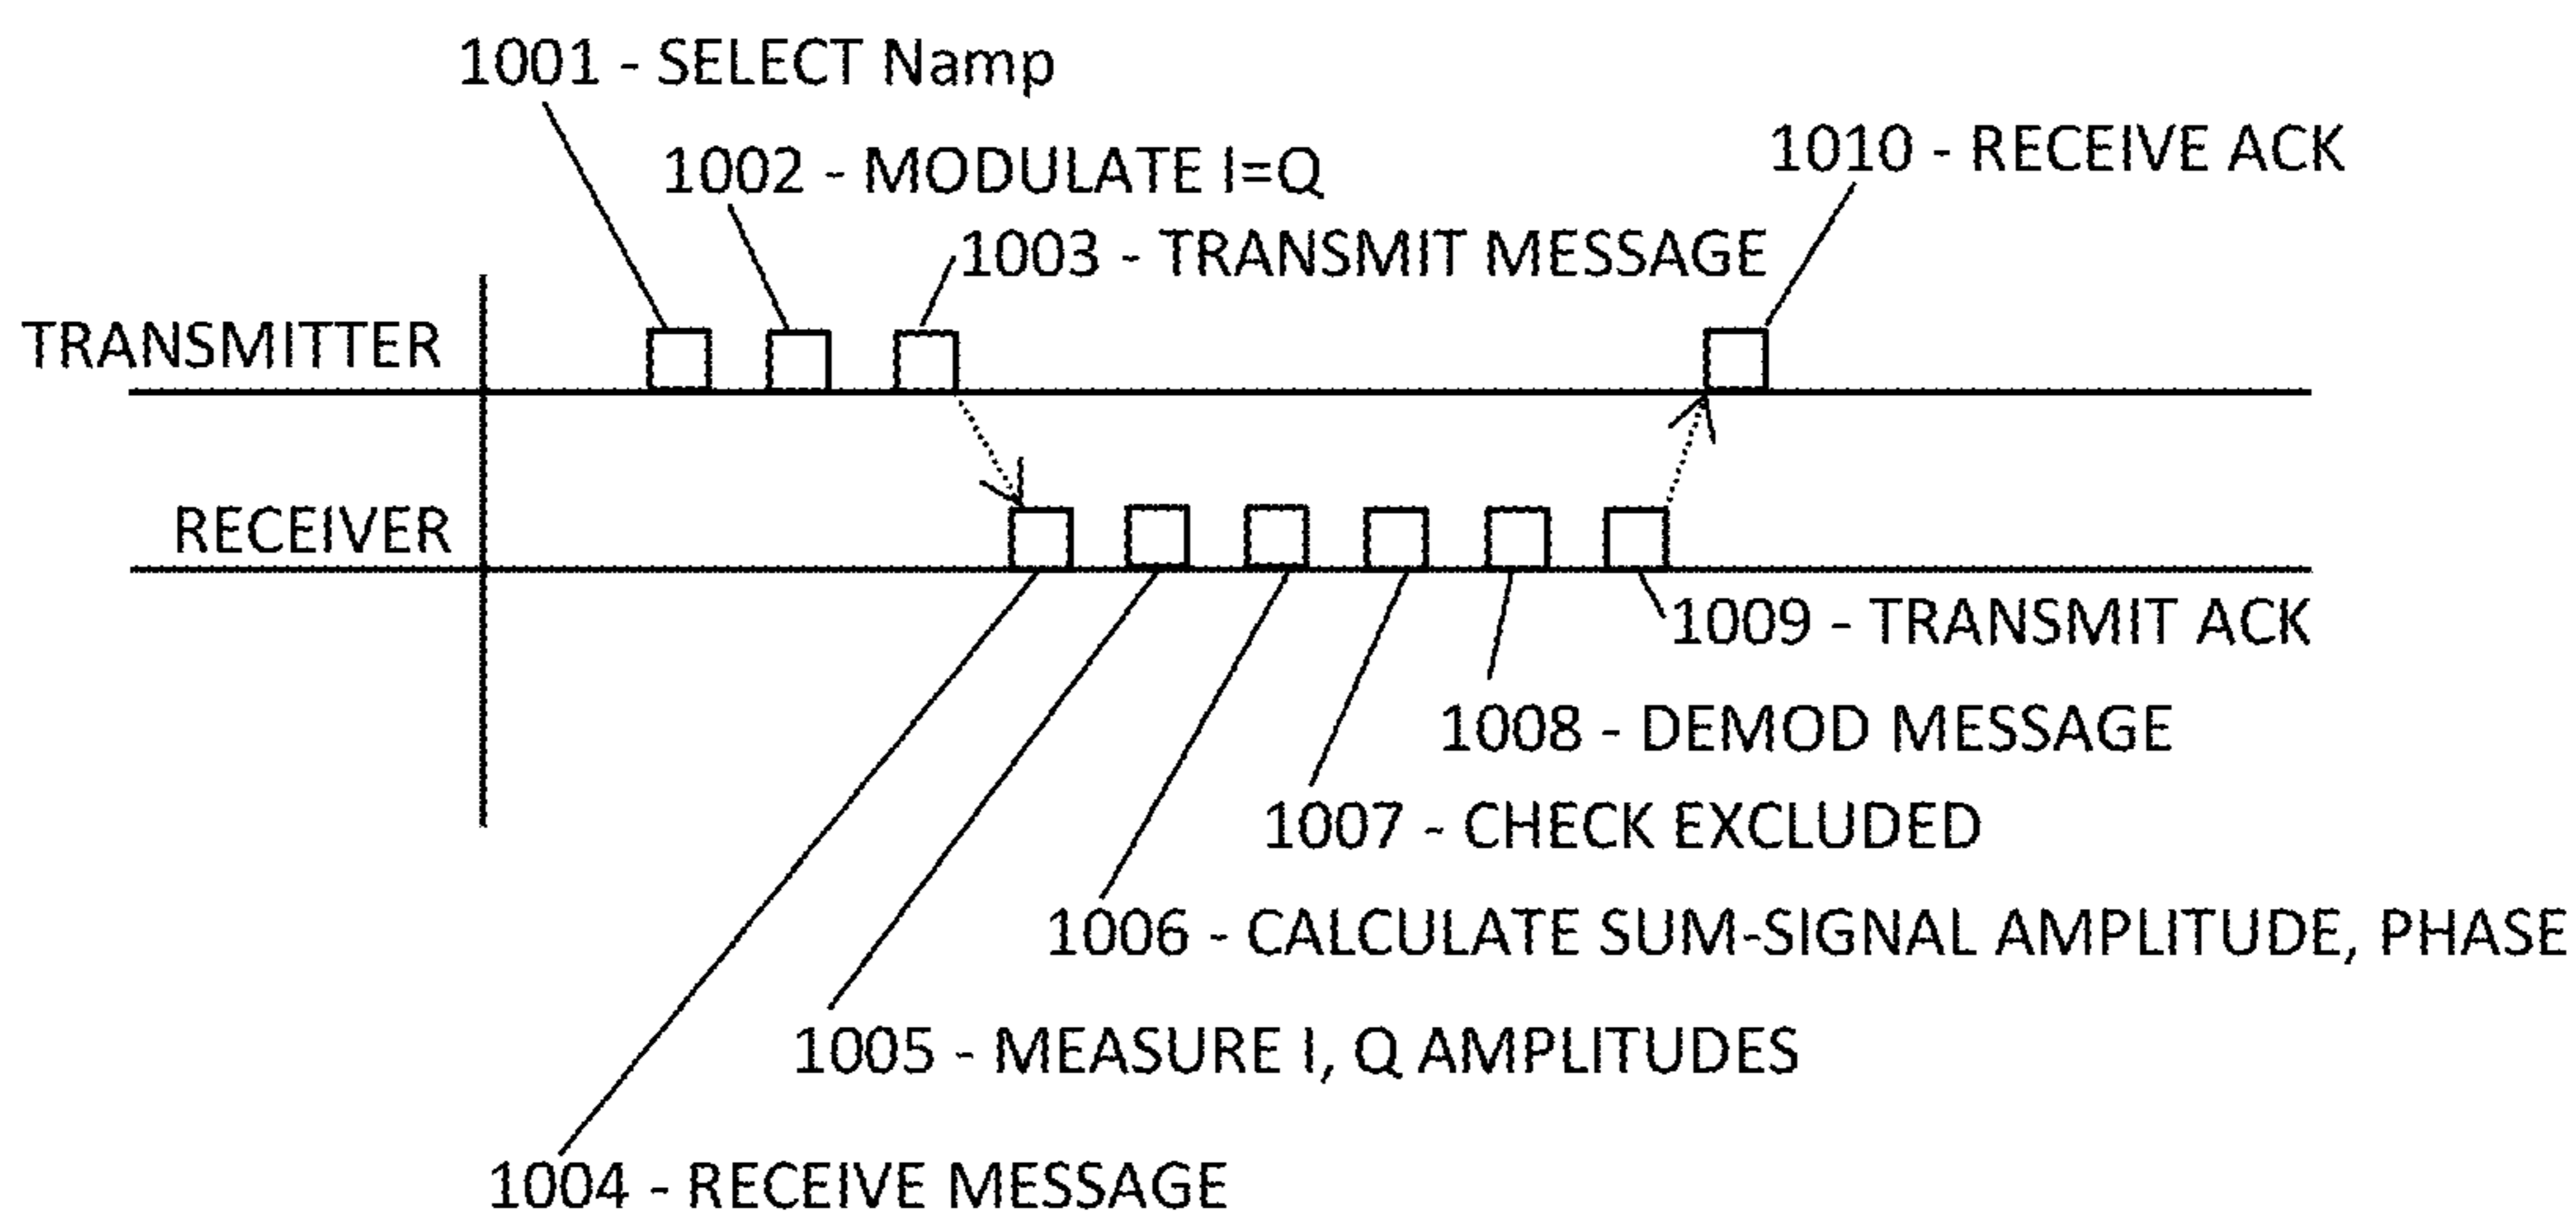 1001 - SELECT Namp
1002 - MODULATE I=Q
1010 - RECEIVE ACK
1003 - TRANSMIT MESSAGE
TRANSMITTER
RECEIVER
1009 - TRANSMIT ACK
1008 - DEMOD MESSAGE
1007 - CHECK EXCLUDED
1006 - CALCULATE SUM-SIGNAL AMPLITUDE, PHASE
1005 - MEASURE I, Q AMPLITUDES
1004 - RECEIVE MESSAGE